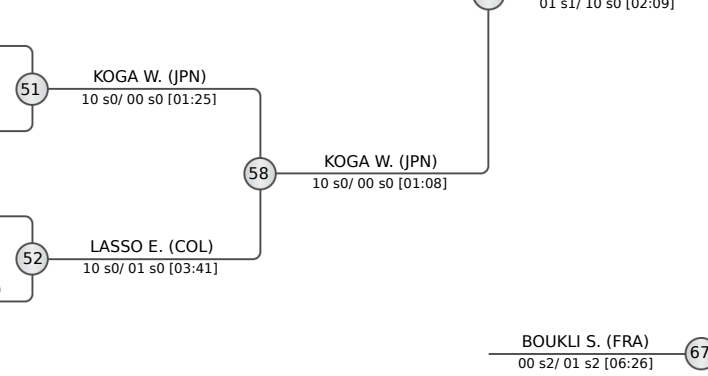 01 s1/ 10 s0 [02:09]
KOGA W. (JPN)
51
10 s0/ 00 s0 [01:25]
KOGA W. (JPN)
58
10 s0/ 00 s0 [01:08]
LASSO E. (COL)
52
10 s0/ 01 s0 [03:41]
BOUKLI S. (FRA)
67
00 s2/ 01 s2 [06:26]